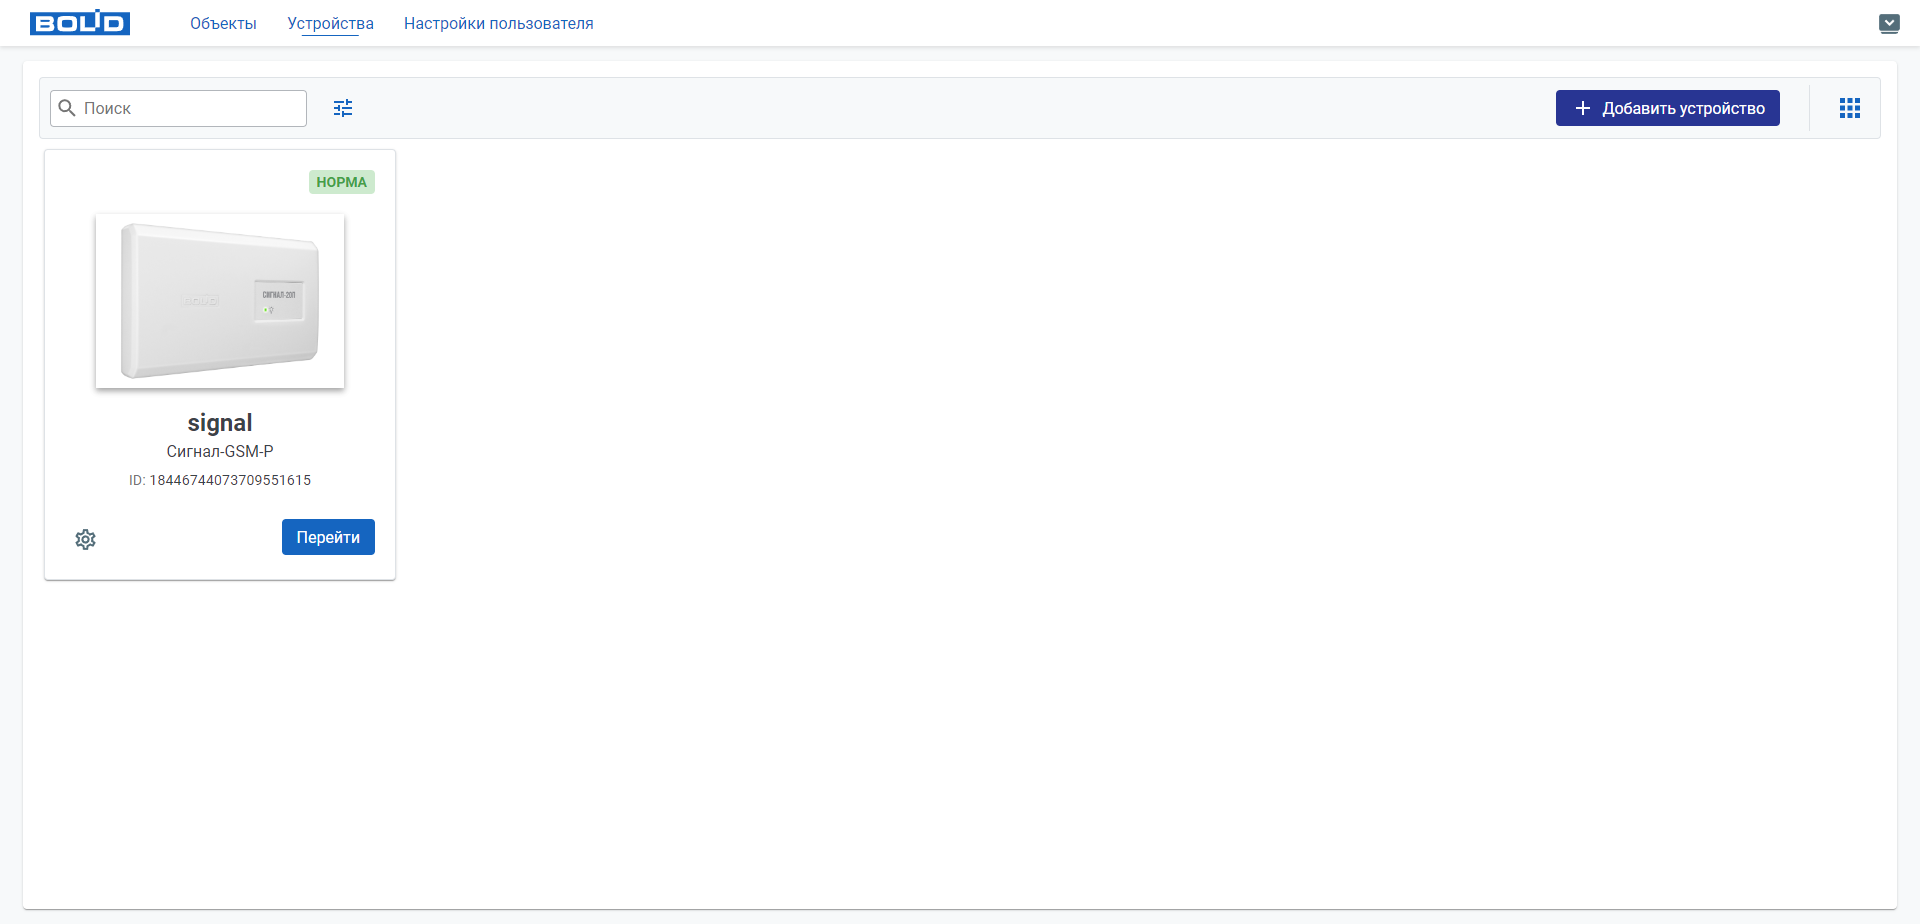 BOLID
Объекты
Устройства
Настройки пользователя
Поиск
Добавить устройство
НОРМА
BOLID
СИГНАЛ-20П
signal
Сигнал-GSM-P
ID: 18446744073709551615
Перейти